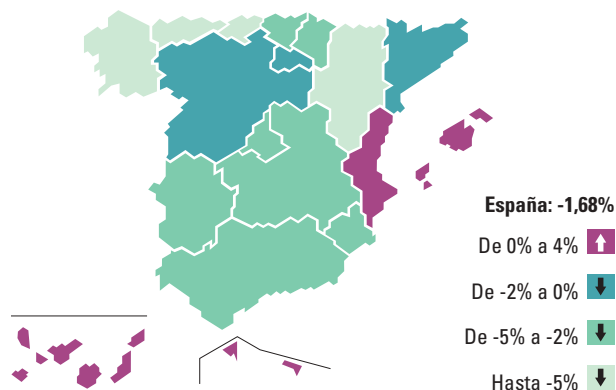 España: -1,68%
De 0% a 4%
De -2% a 0%
De -5% a -2%
Hasta -5%